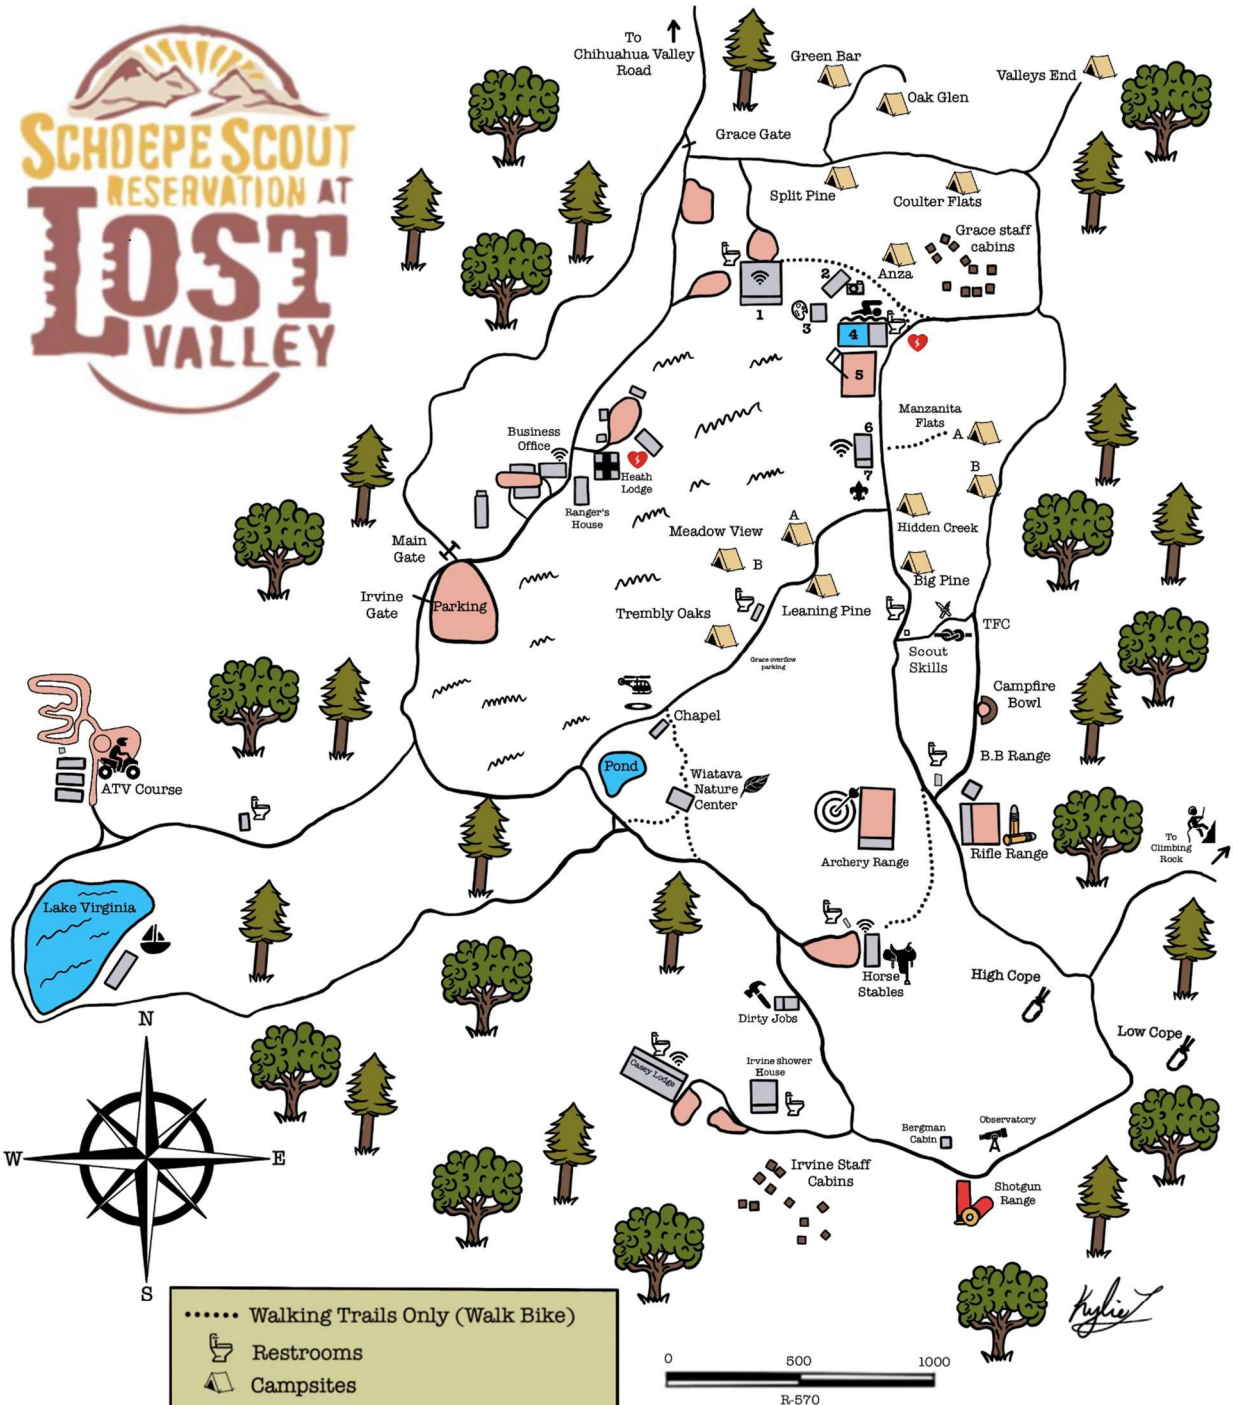 SCHOEPE SCOUT
RESERVATION AT
LOST
VALLEY
To
Chihuahua Valley
Road
Green Bar
Valleys End
Oak Glen
Grace Gate
Split Pine
Coulter Flats
Grace staff
cabins
Anza
2
1
3
4
5
Manzanita
Flats
A
B
6
7
Business
Office
Heath
Lodge
Ranger's
House
Hidden Creek
Meadow View
A
B
Main
Gate
Big Pine
Irvine
Gate
Parking
Trembly Oaks
Leaning Pine
TFC
Scout
Skills
Grace overflow
parking
Campfire
Bowl
Chapel
B.B Range
Pond
Wiatava
Nature
Center
ATV Course
Archery Range
Rifle Range
To
Climbing
Rock
Lake Virginia
Horse
Stables
High Cope
Dirty Jobs
Low Cope
Casey Lodge
Irvine shower
House
Bergman
Cabin
Observatory
Irvine Staff
Cabins
Shotgun
Range
N
W
E
S
Walking Trails Only (Walk Bike)
Restrooms
Campsites
0 500 1000
R-570
Kylie